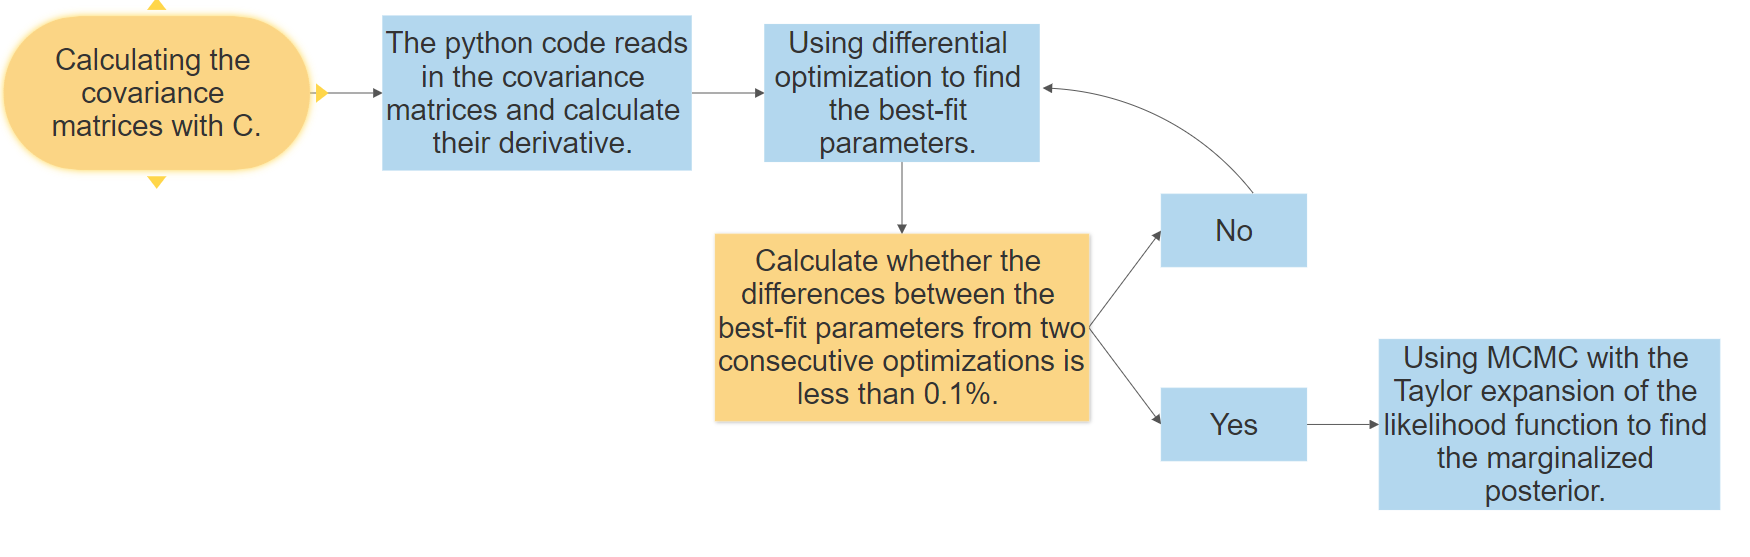 Calculating the
covariance
matrices with C.
The python code reads
in the covariance
matrices and calculate
their derivative.
Using differential
optimization to find
the best-fit
parameters.
No
Calculate whether the
differences between the
best-fit parameters from two
consecutive optimizations is
less than 0.1%.
Yes
Using MCMC with the
Taylor expansion of the
likelihood function to find
the marginalized
posterior.